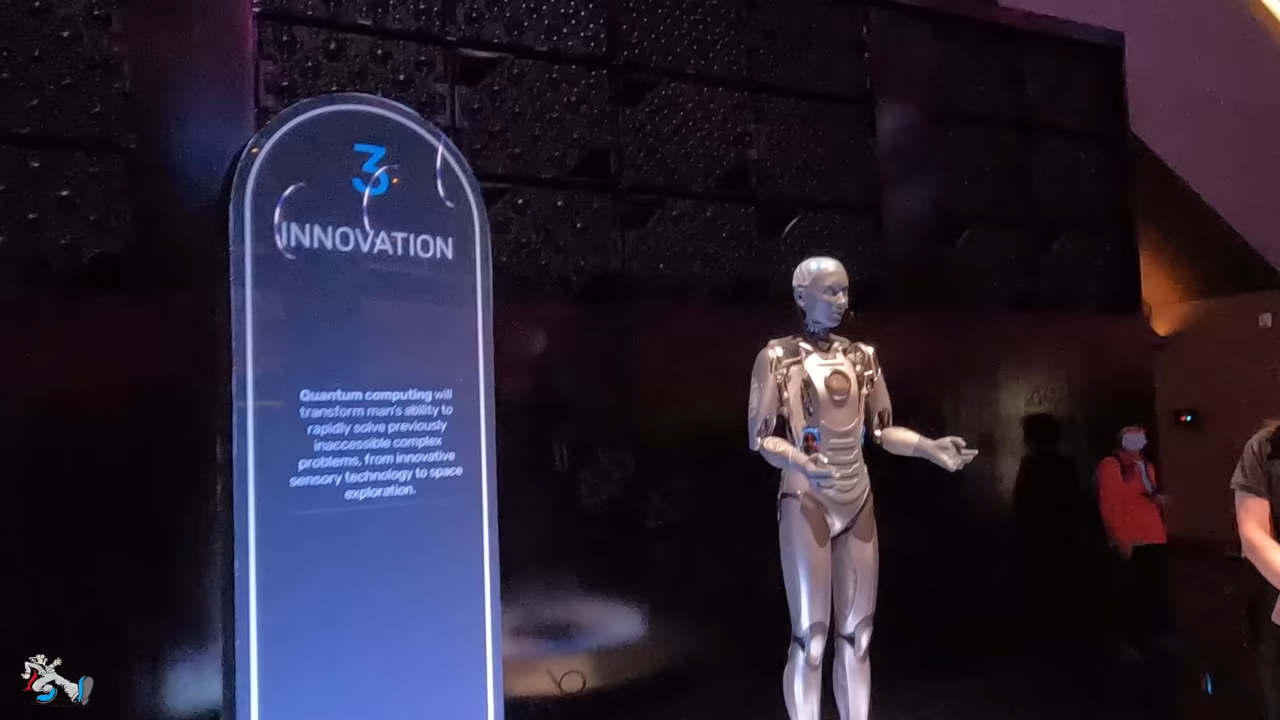 3
INNOVATION
Quantum computing will
transform man's ability to
rapidly solve previously
inaccessible complex
problems, from innovative
sensory technology to space
exploration.